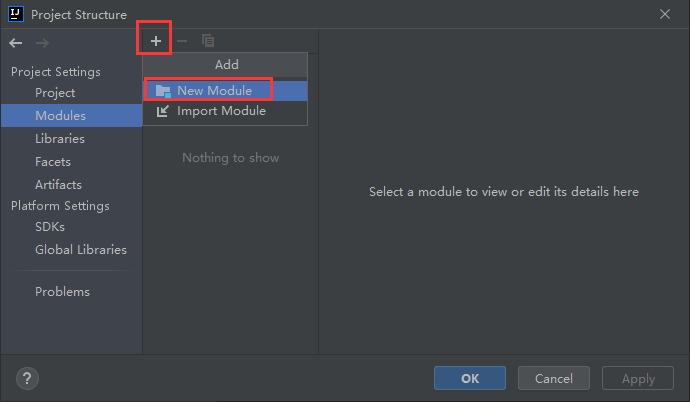 Project Structure
Project Settings
Project
Modules
Libraries
Facets
Artifacts
Platform Settings
SDKs
Global Libraries
Problems
Add
New Module
Import Module
Nothing to show
Select a module to view or edit its details here
?
OK
Cancel
Apply